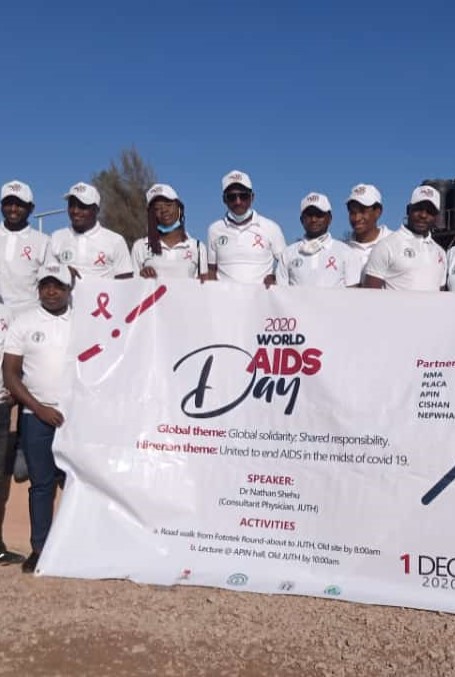 2020
WORLD
AIDS
Day
Global theme: Global solidarity; Shared responsibility.
Nigerian theme: United to end AIDS in the midst of covid 19.
SPEAKER:
Dr Nathan Shehu
(Consultant Physician, JUTH)
ACTIVITIES
a. Road walk from Fototek Round-about to JUTH, Old site by 8:00am
b. Lecture @ APIN hall, Old JUTH by 10:00am
Partner
NMA
PLACA
APIN
CISHAN
NEPWHA
1 DEC
2020